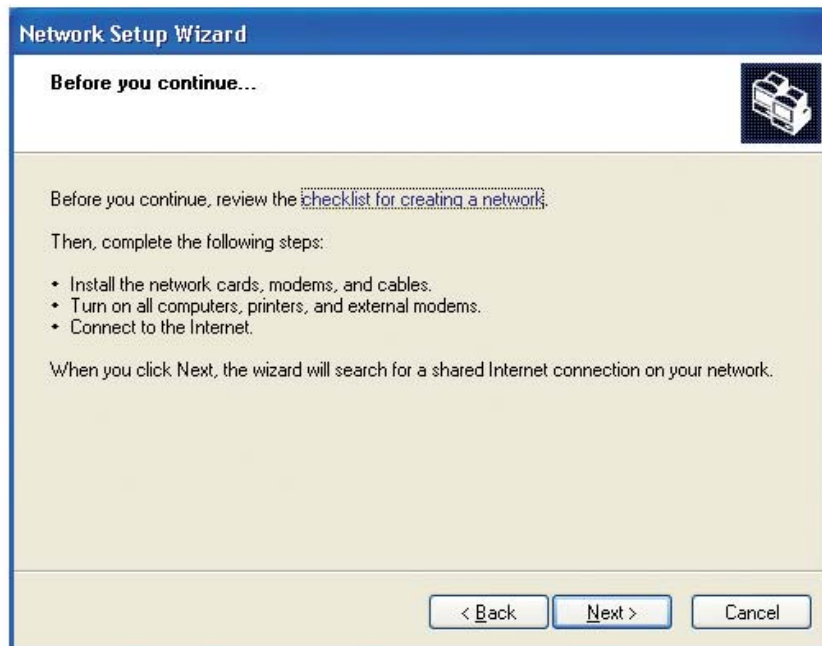 Network Setup Wizard
Before you continue...
Before you continue, review the checklist for creating a network.
Then, complete the following steps:
• Install the network cards, modems, and cables.
• Turn on all computers, printers, and external modems.
• Connect to the Internet.
When you click Next, the wizard will search for a shared Internet connection on your network.
< Back
Next >
Cancel